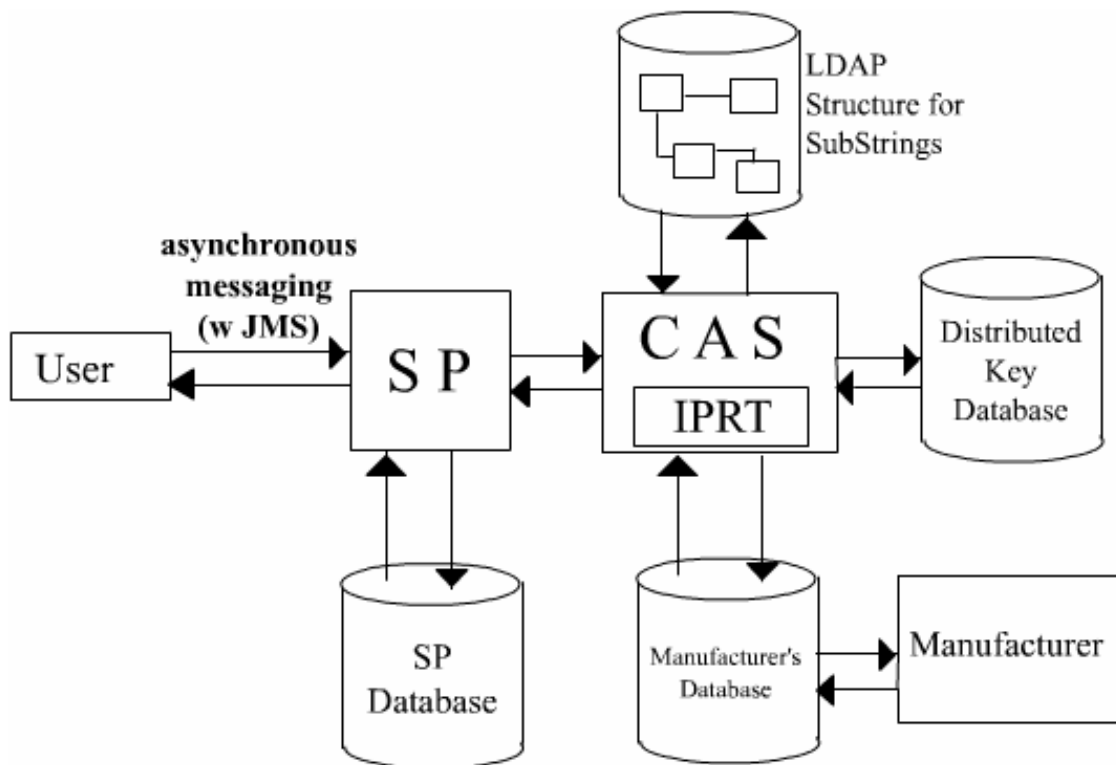 LDAP
Structure for
SubStrings
asynchronous
messaging
(w JMS)
User
S P
C A S
IPRT
Distributed
Key
Database
SP
Database
Manufacturer's
Database
Manufacturer